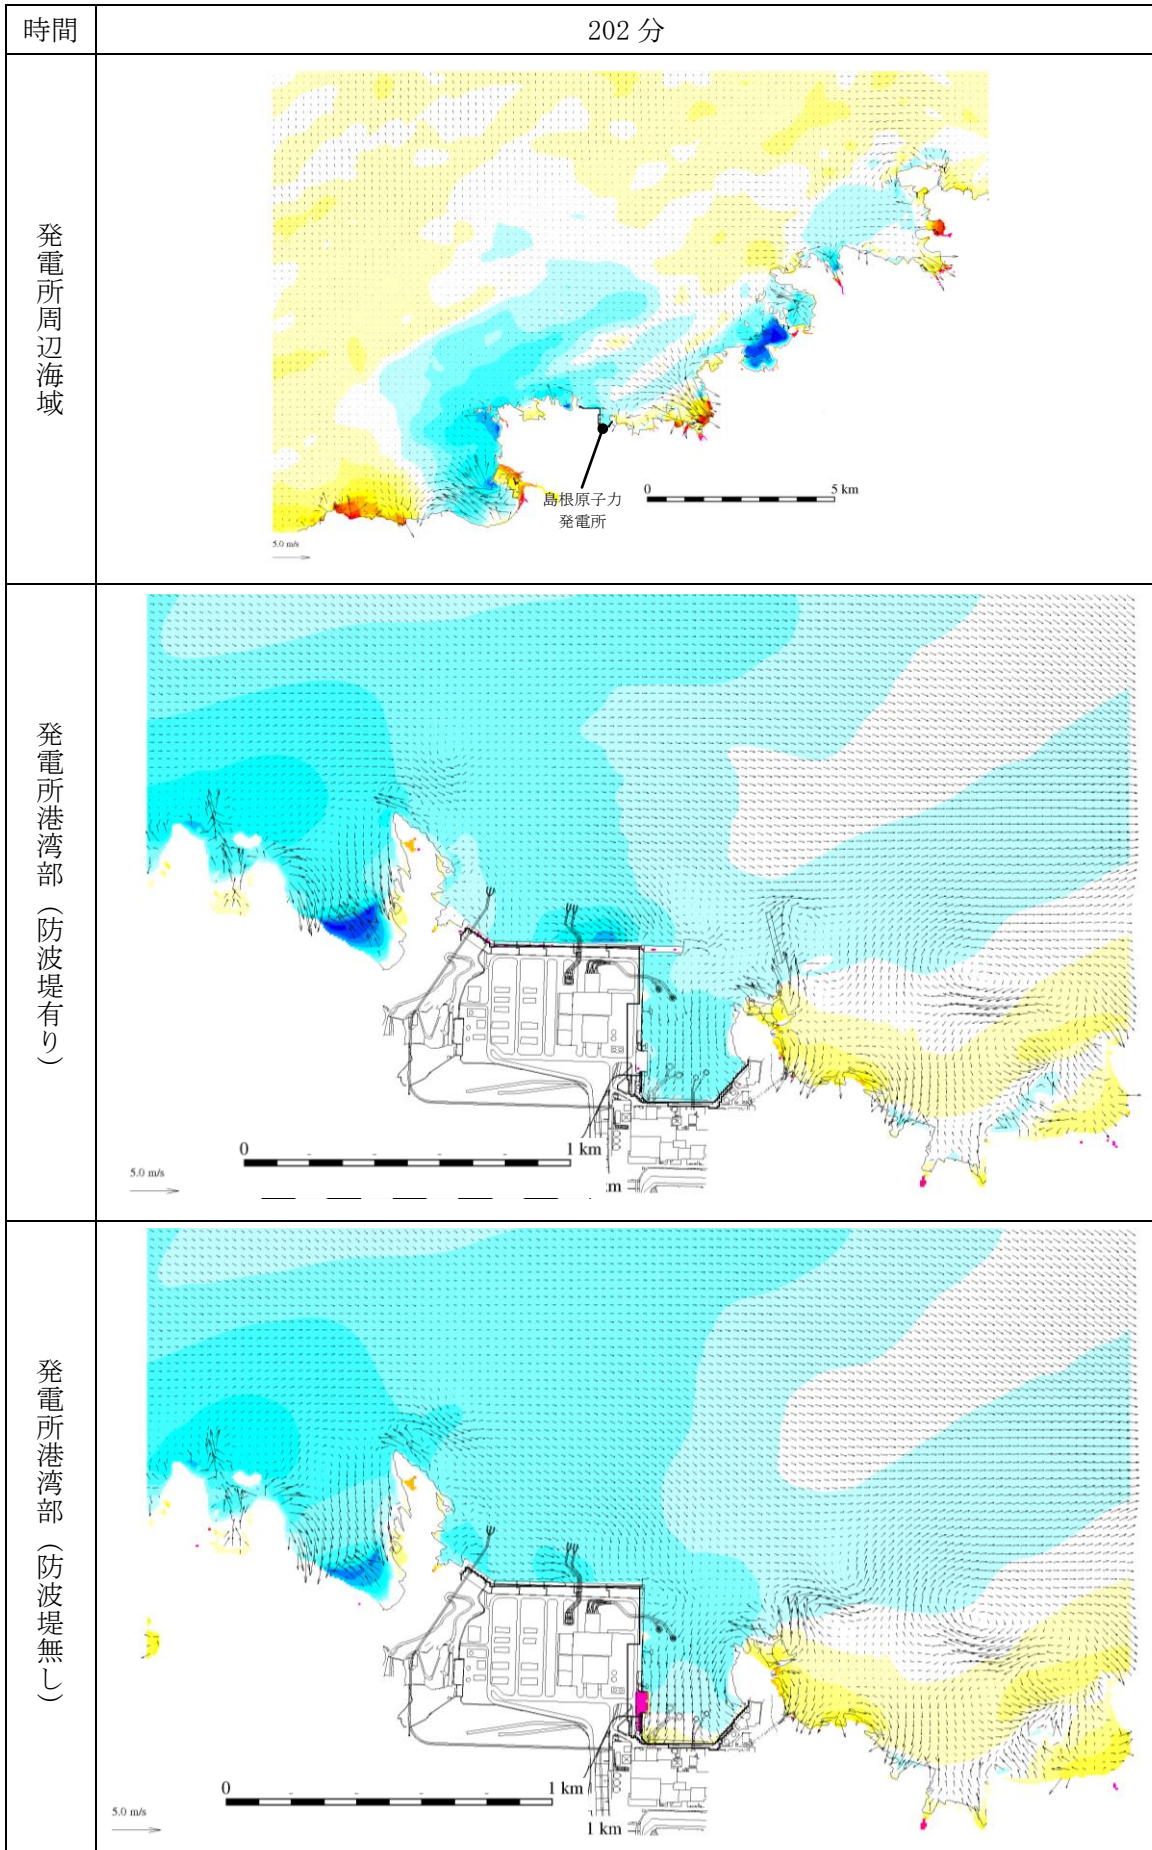 時間
202 分
発電所周辺海域
島根原子力
発電所
0
5 km
5.0 m/s
発電所港湾部（防波堤有り）
0
1 km
5.0 m/s
m
発電所港湾部（防波堤無し）
0
1 km
5.0 m/s
1 km